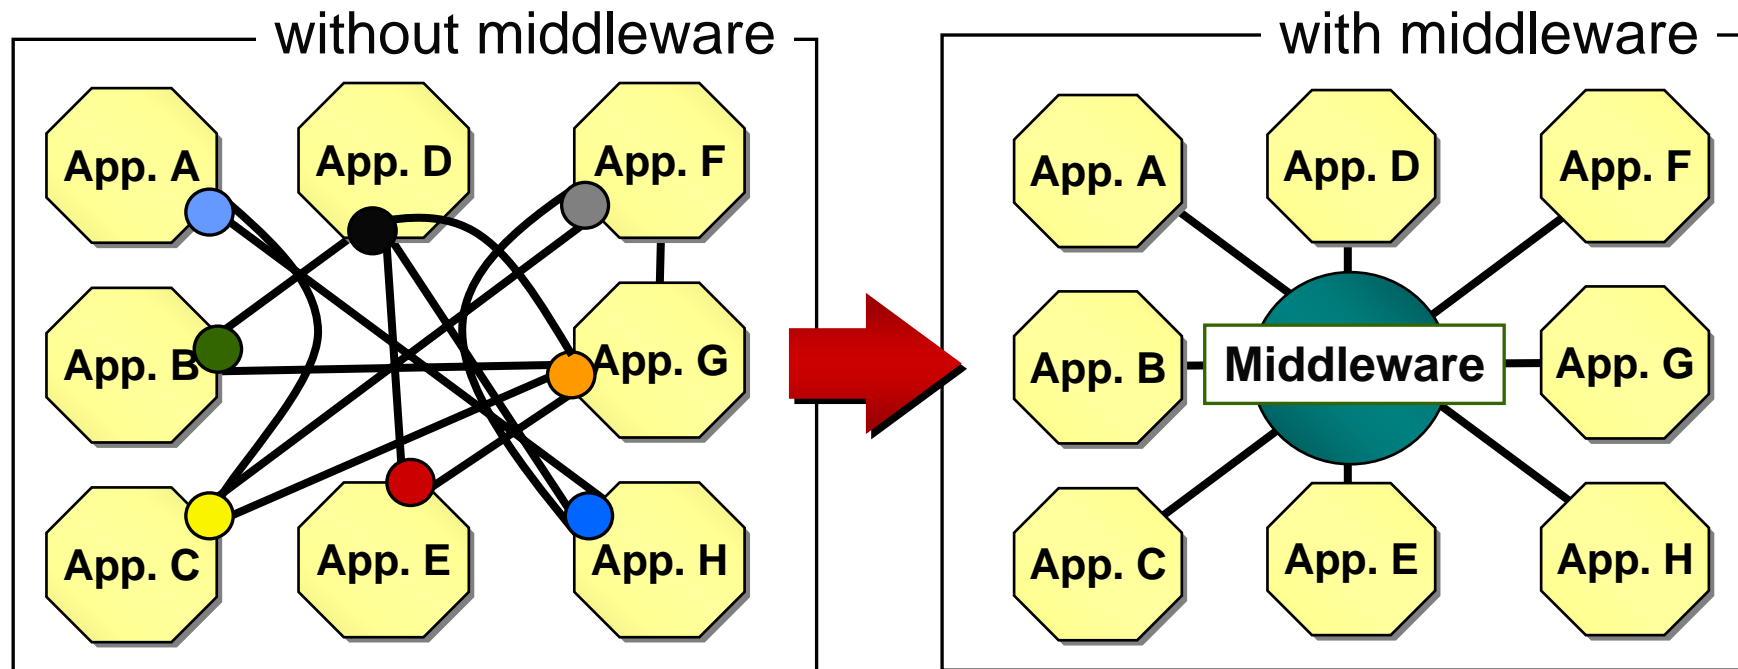 without middleware
App. A
App. D
App. F
App. B
App. G
App. C
App. E
App. H
with middleware
App. A
App. D
App. F
App. B
Middleware
App. G
App. C
App. E
App. H